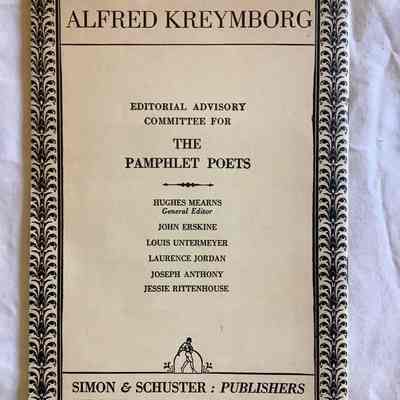 ALFRED KREYMBORG
EDITORIAL ADVISORY
COMMITTEE FOR
THE
PAMPHLET POETS
HUGHES MEARNS
General Editor
JOHN ERSKINE
LOUIS UNTERMEYER
LAURENCE JORDAN
JOSEPH ANTHONY
JESSIE RITTENHOUSE
SIMON & SCHUSTER : PUBLISHERS